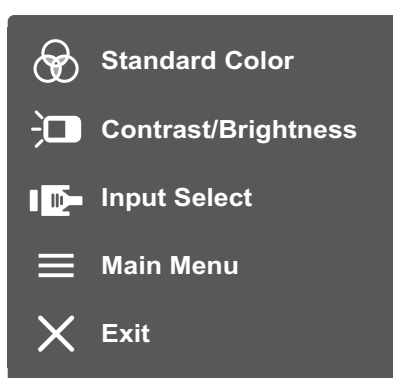 Standard Color
Contrast/Brightness
Input Select
Main Menu
Exit